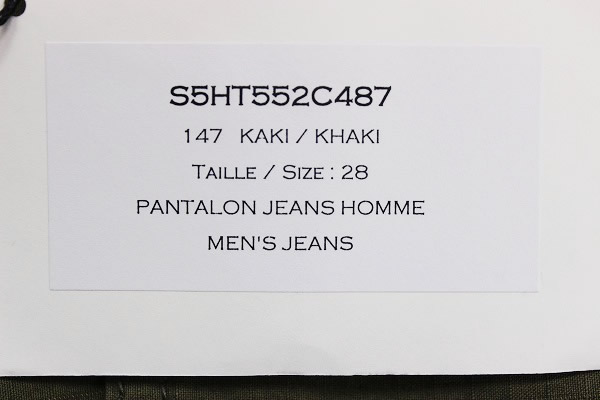 S5HT552C487
147 KAKI / KHAKI
TAILLE / SIZE : 28
PANTALON JEANS HOMME
MEN'S JEANS